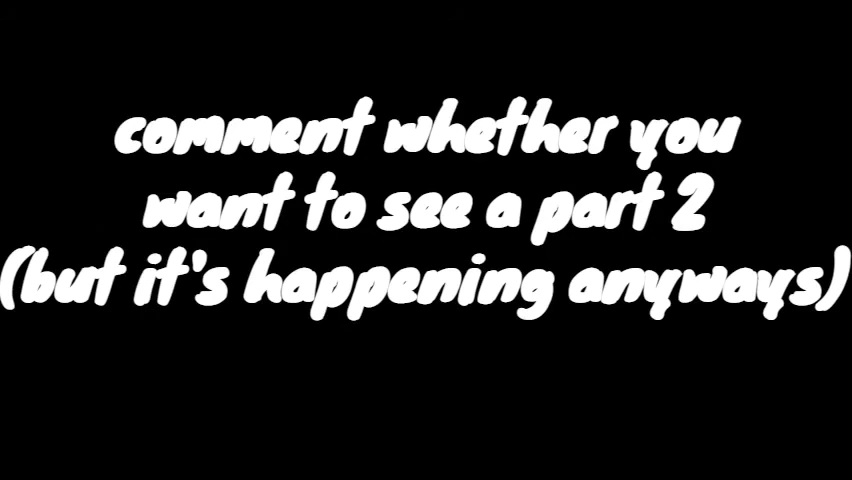 comment whether you
want to see a part 2
(but it's happening anyways)